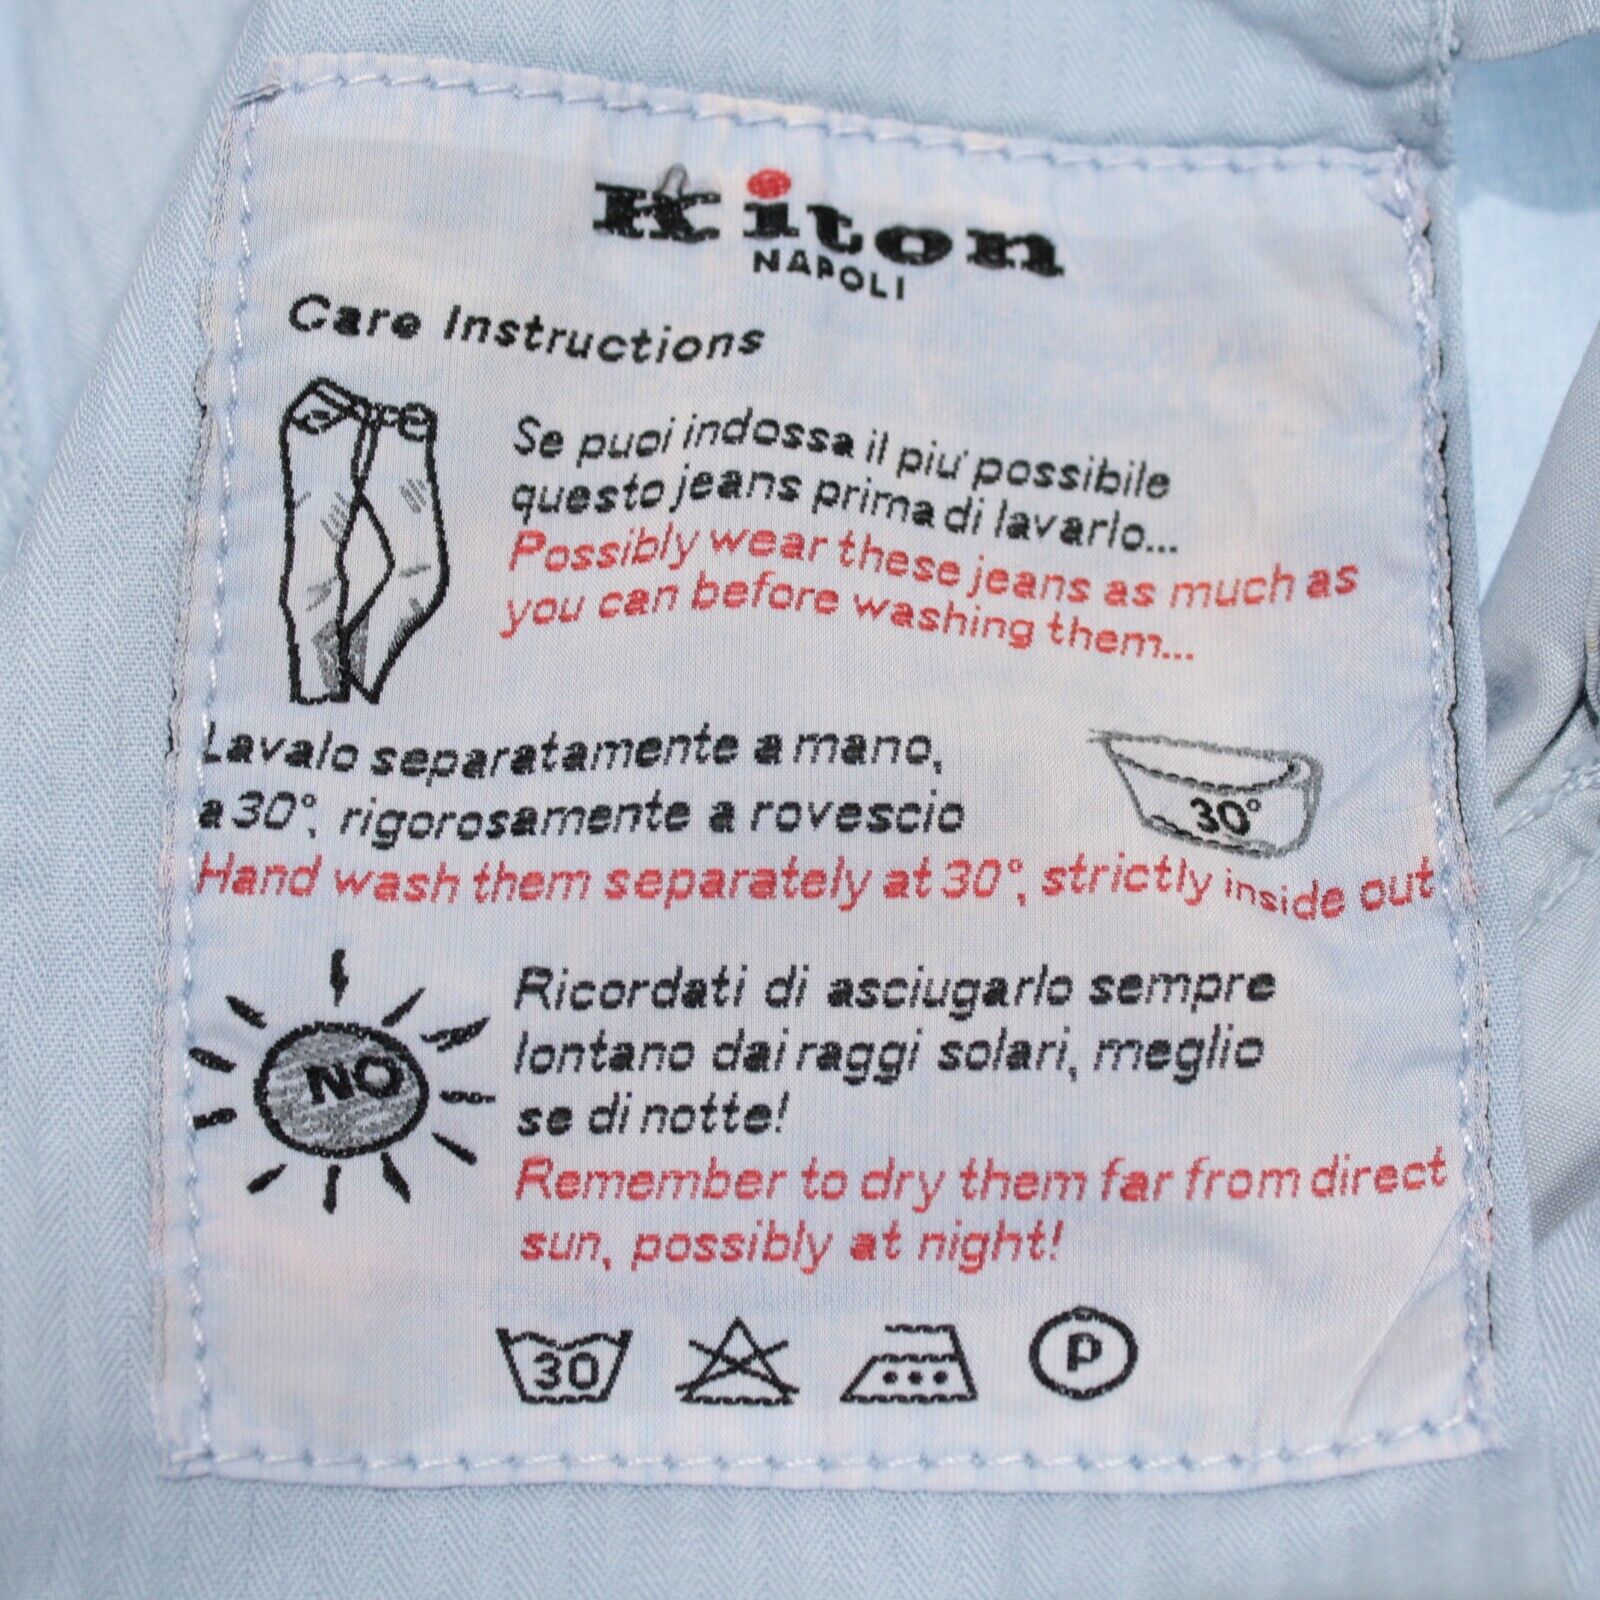 Kiton
NAPOLI
Care Instructions
Se puoi indossa il piu' possibile
questo jeans prima di lavarlo...
Possibly wear these jeans as much as
you can before washing them...
Lavalo separatamente a mano,
a 30°, rigorosamente a rovescio
30°
Hand wash them separately at 30°, strictly inside out
NO
Ricordati di asciugarlo sempre
lontano dai raggi solari, meglio
se di notte!
Remember to dry them far from direct
sun, possibly at night!
30 P